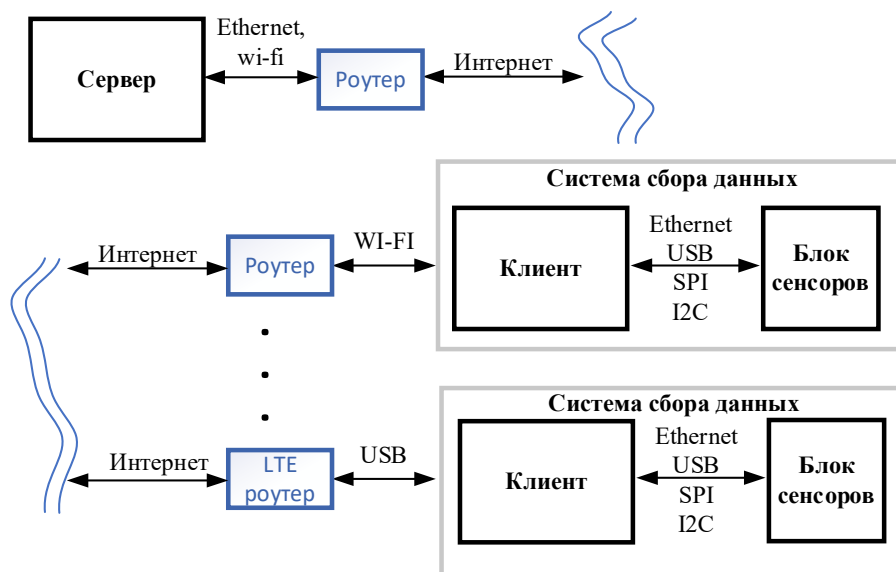 Ethernet,
wi-fi
Сервер
Роутер
Интернет
Система сбора данных
Интернет
Роутер
WI-FI
Клиент
Ethernet
USB
SPI
I2C
Блок
сенсоров
Система сбора данных
Интернет
LTE
роутер
USB
Клиент
Ethernet
USB
SPI
I2C
Блок
сенсоров